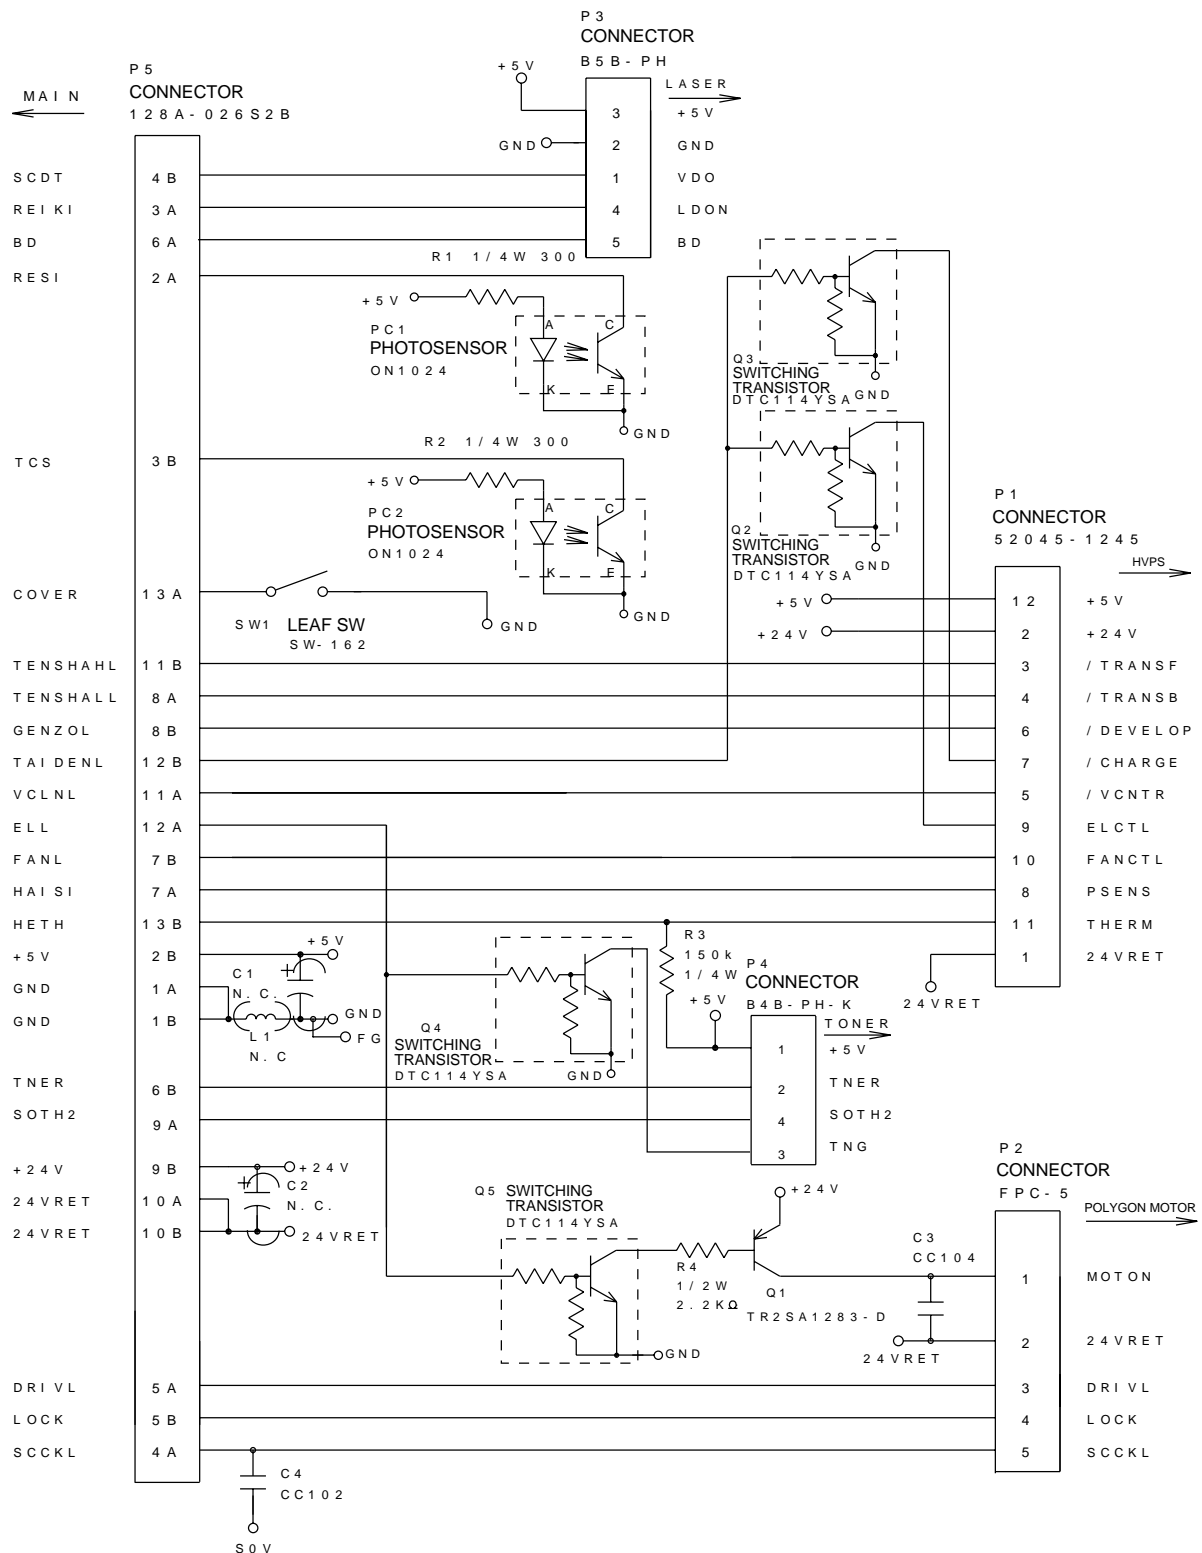 P3
CONNECTOR
B5B-PH
+5V
LASER
3 +5V
GND 2 GND
1 VDO
4 LDON
5 BD
MAIN
P5
CONNECTOR
128A-026S2B
SCDT 4B
REIKI 3A
BD 6A
RESI 2A
R1 1/4W 300
+5V
PC1
PHOTOSENSOR
ON1024
A C
K E
GND
R2 1/4W 300
TCS 3B
+5V
PC2
PHOTOSENSOR
ON1024
A C
K E
GND
Q3
SWITCHING
TRANSISTOR
DTC114YSA
GND
Q2
SWITCHING
TRANSISTOR
DTC114YSA
GND
COVER 13A
SW1 LEAF SW
SW-162
GND
P1
CONNECTOR
52045-1245
HVPS
+5V 12 +5V
+24V 2 +24V
TENSHAHL 11B 3 /TRANSF
TENSHALL 8A 4 /TRANSB
GENZOL 8B 6 /DEVELOP
TAIDENL 12B 7 /CHARGE
VCLNL 11A 5 /VCNTR
ELL 12A 9 ELCTL
FANL 7B 10 FANCTL
HAISI 7A 8 PSENS
HETH 13B 11 THERM
+5V 2B +5V
1 24VRET
24VRET
GND 1A
C1
N.C.
GND 1B
GND
FG
L1
N.C
R3
150k
1/4W
+5V
Q4
SWITCHING
TRANSISTOR
DTC114YSA
GND
P4
CONNECTOR
B4B-PH-K
TONER
1 +5V
TNER 6B 2 TNER
SOTH2 9A 4 SOTH2
3 TNG
+24V 9B +24V
C2
N.C.
24VRET 10A
24VRET 10B 24VRET
Q5 SWITCHING
TRANSISTOR
DTC114YSA
GND
R4
1/2W
2.2KΩ
+24V
Q1
TR2SA1283-D
C3
CC104
24VRET
P2
CONNECTOR
FPC-5
POLYGON MOTOR
1 MOTON
2 24VRET
DRIVL 5A 3 DRIVL
LOCK 5B 4 LOCK
SCCKL 4A 5 SCCKL
C4
CC102
S0V